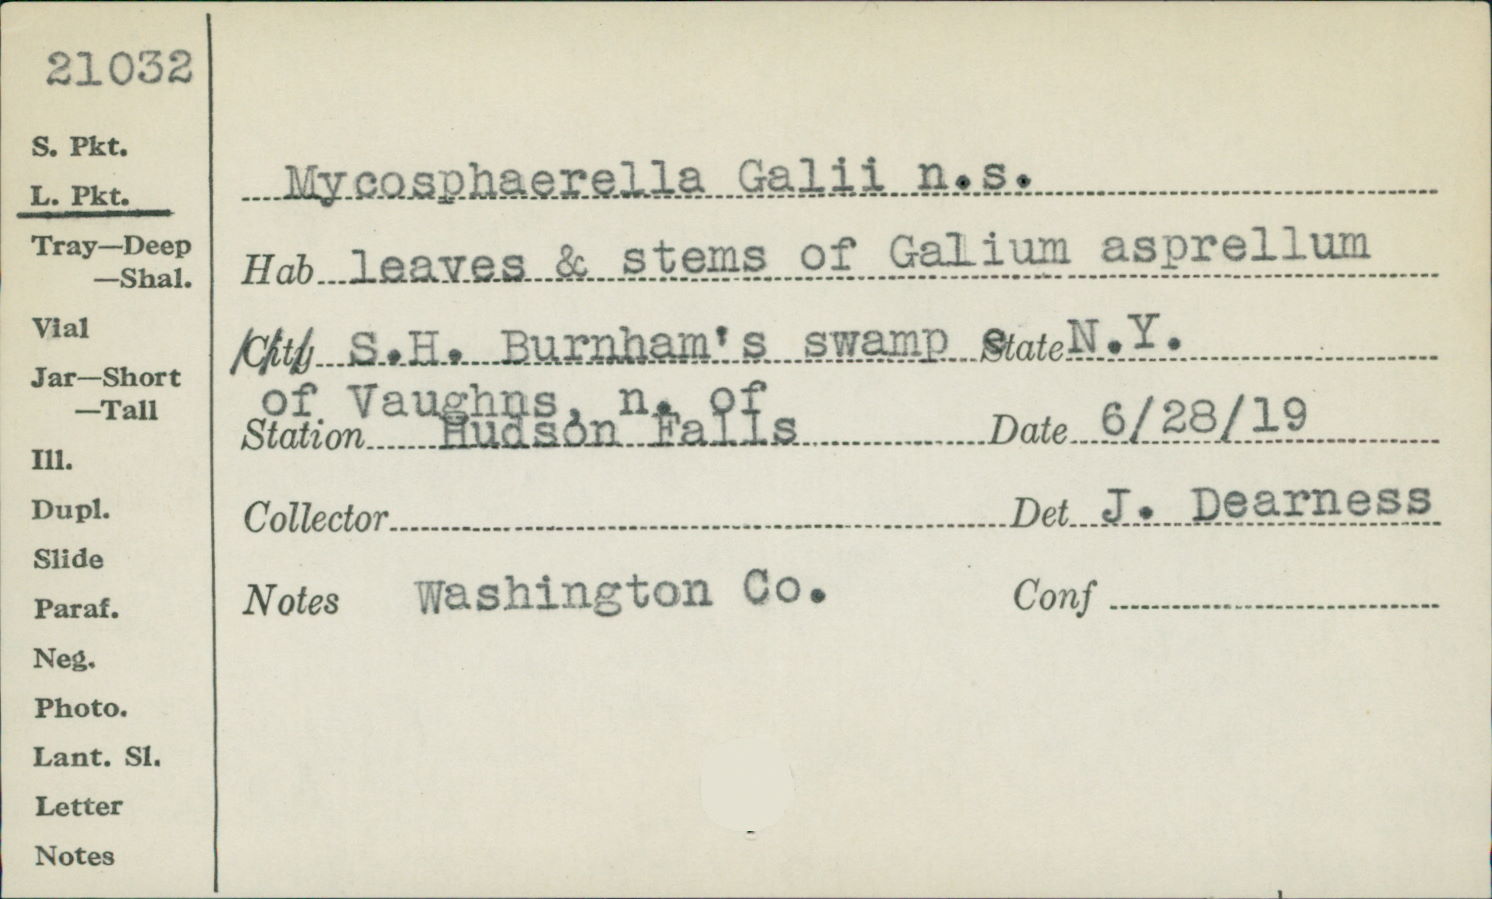 21032
S. Pkt.
L. Pkt.
Tray—Deep
—Shal.
Vial
Jar—Short
—Tall
Ill.
Dupl.
Slide
Paraf.
Neg.
Photo.
Lant. Sl.
Letter
Notes
Mycosphaerella Galii n.s.
Hab leaves & stems of Galium asprellum
City S.H. Burnham's swamp e State N.Y.
of Vaughns, n. of
Station Hudson Falls Date 6/28/19
Collector Det J. Dearness
Notes Washington Co. Conf